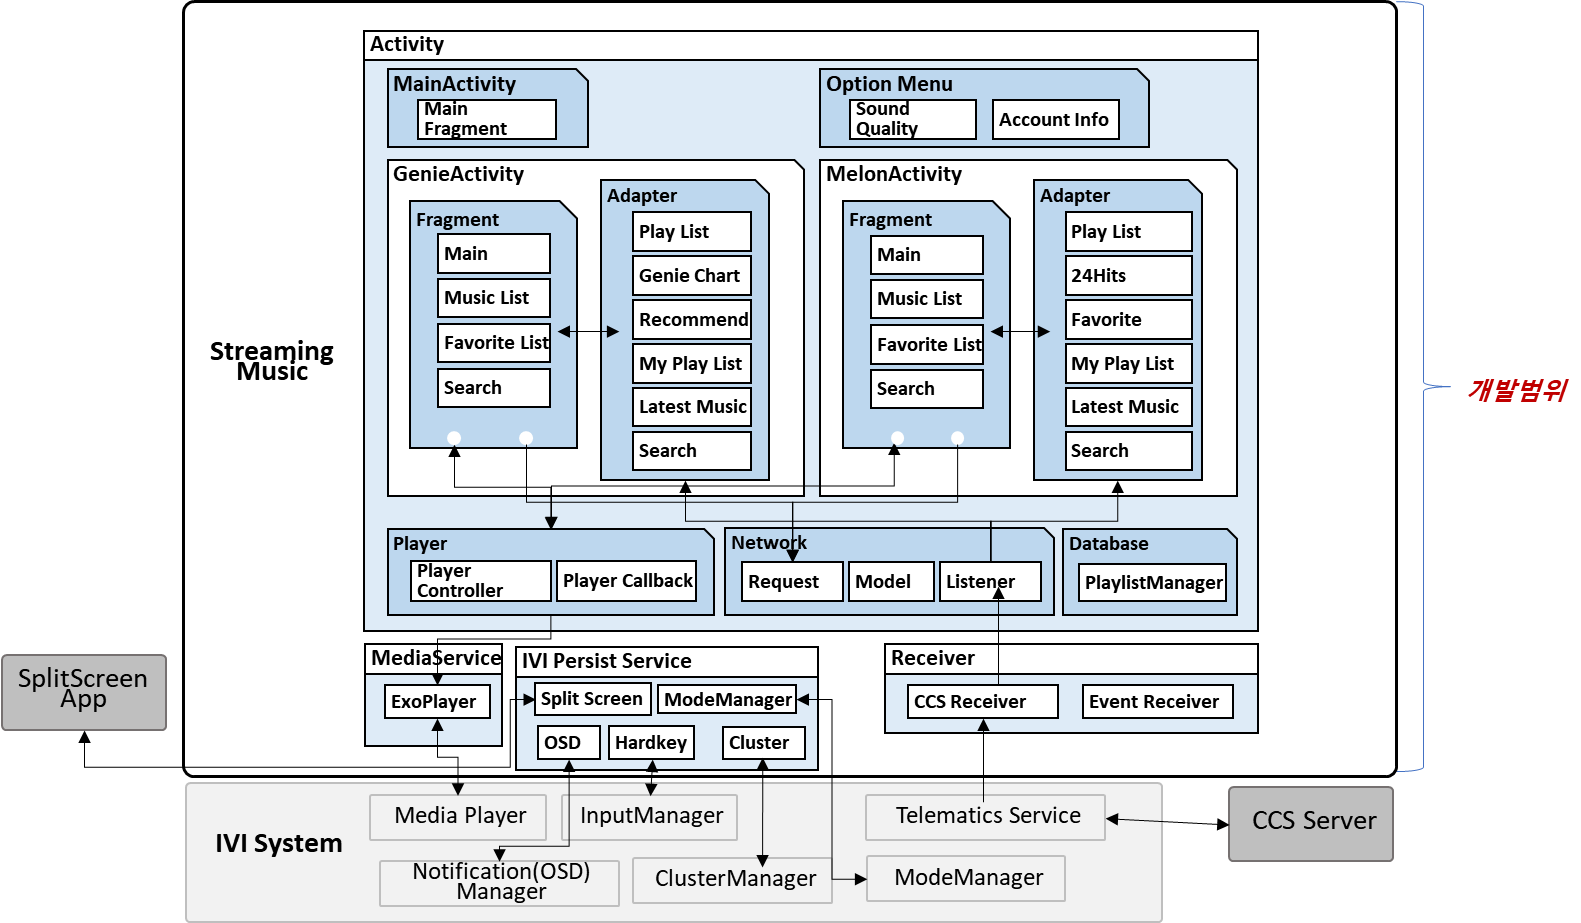 Activity
MainActivity
Main
Fragment
Option Menu
Sound
Quality
Account Info
GenieActivity
Fragment
Main
Music List
Favorite List
Search
Adapter
Play List
Genie Chart
Recommend
My Play List
Latest Music
Search
MelonActivity
Fragment
Main
Music List
Favorite List
Search
Adapter
Play List
24Hits
Favorite
My Play List
Latest Music
Search
Streaming
Music
개발범위
Player
Player
Controller
Player Callback
Network
Request
Model
Listener
Database
PlaylistManager
MediaService
ExoPlayer
IVI Persist Service
Split Screen
ModeManager
OSD
Hardkey
Cluster
Receiver
CCS Receiver
Event Receiver
SplitScreen
App
IVI System
Media Player
InputManager
Telematics Service
CCS Server
Notification(OSD)
Manager
ClusterManager
ModeManager